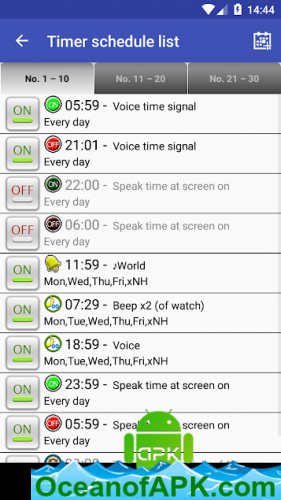 14:44
Timer schedule list
No. 1 – 10
No. 11 – 20
No. 21 – 30
ON ON 05:59 - Voice time signal
Every day
ON OFF 21:01 - Voice time signal
Every day
OFF ON 22:00 - Speak time at screen on
Every day
OFF OFF 06:00 - Speak time at screen on
Every day
ON 11:59 - ♪World
Mon,Wed,Thu,Fri,xNH
ON 07:29 - Beep x2 (of watch)
Mon,Tue,Wed,Thu,Fri,xNH
ON 18:59 - Voice
Mon,Tue,Wed,Thu,Fri,xNH
ON ON 23:59 - Speak time at screen on
Every day
ON OFF 05:59 - Speak time at screen on
Every day
APK
OceanofAPK.com